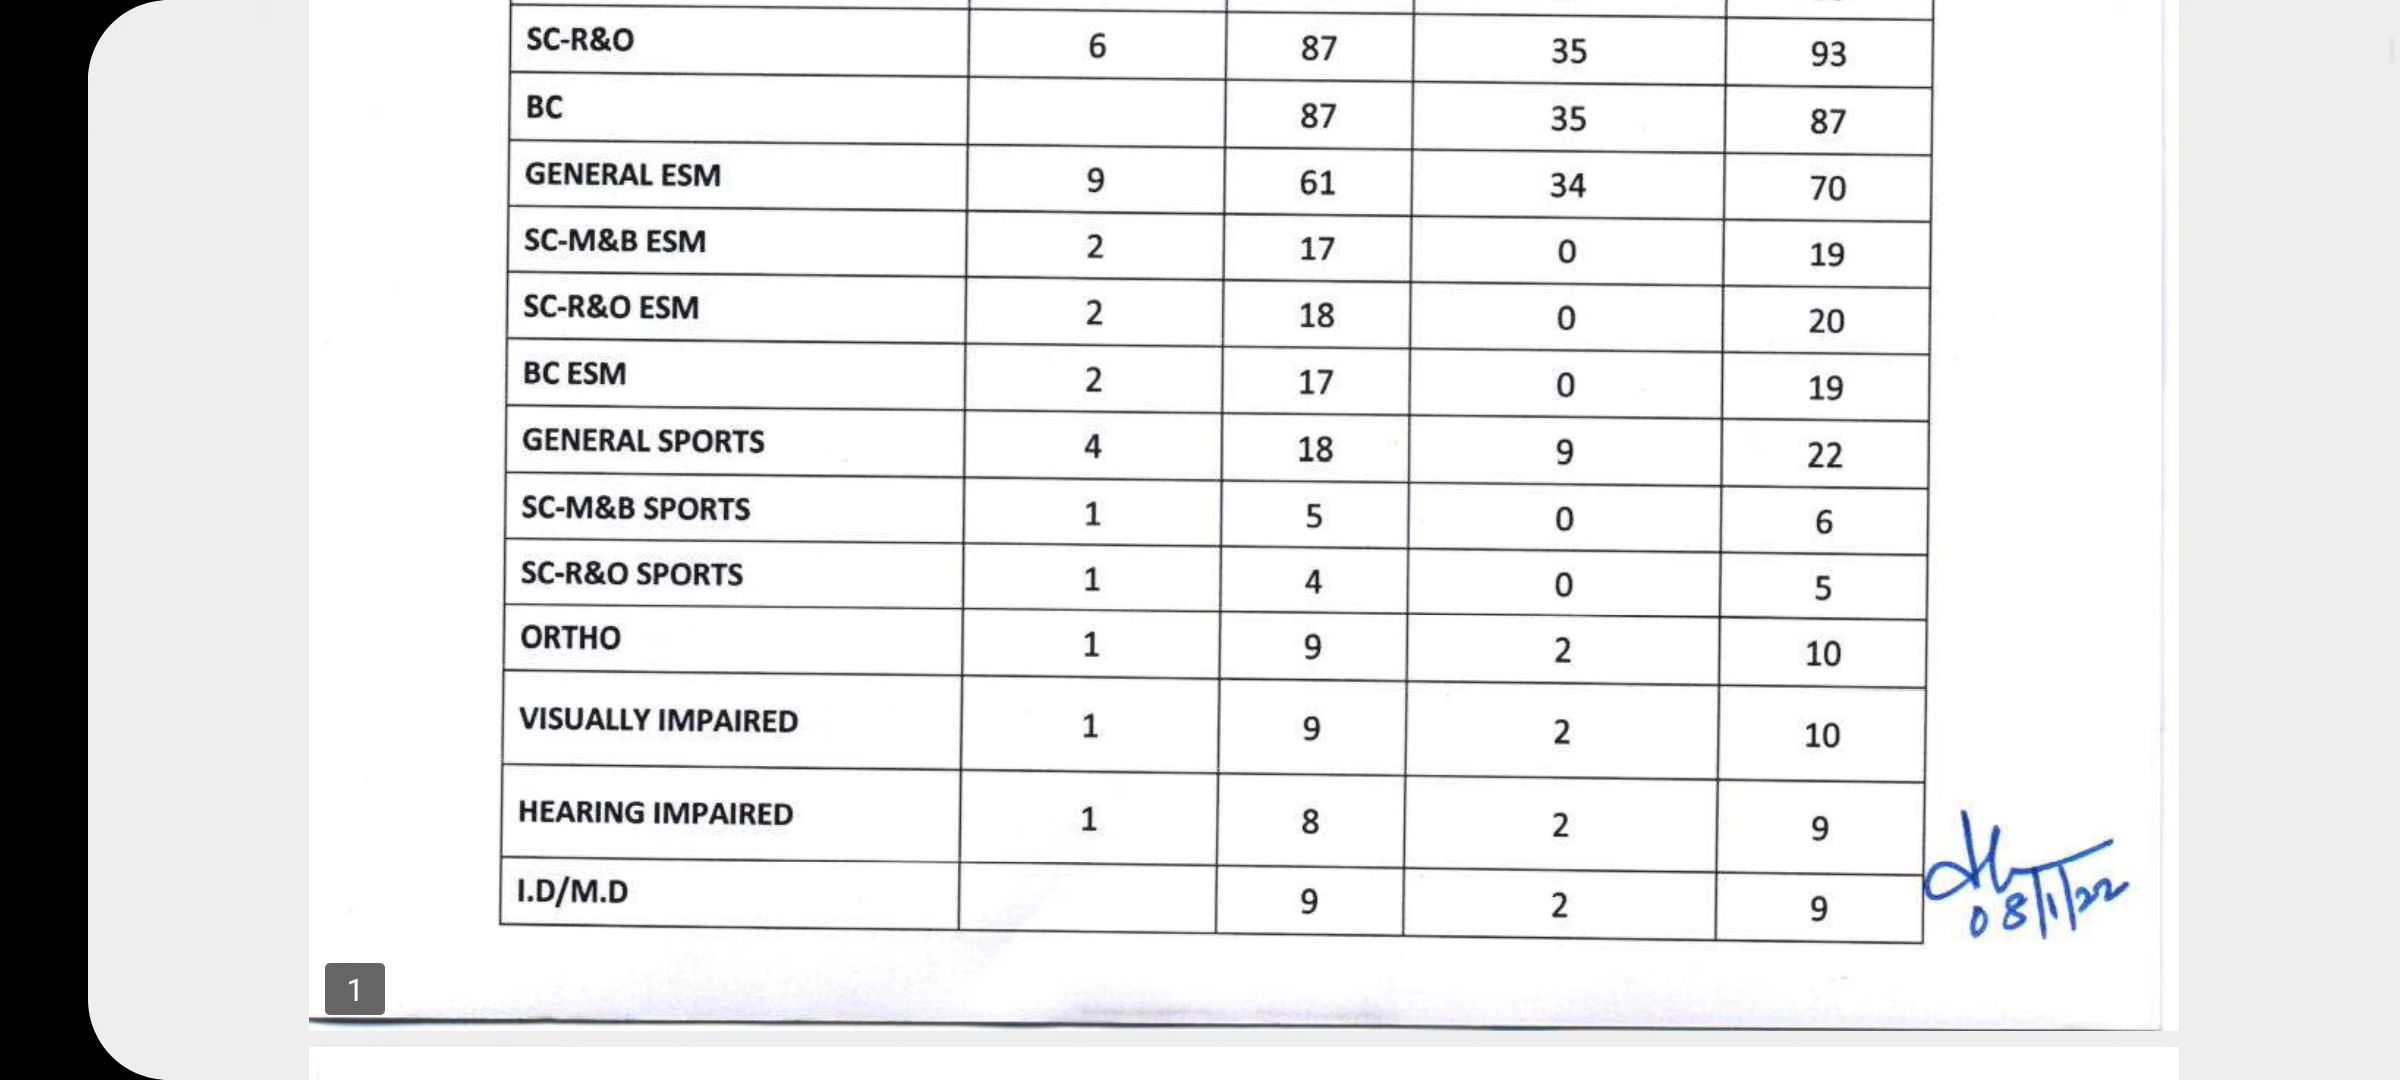 SC-R&O 6 87 35 93
BC 87 35 87
GENERAL ESM 9 61 34 70
SC-M&B ESM 2 17 0 19
SC-R&O ESM 2 18 0 20
BC ESM 2 17 0 19
GENERAL SPORTS 4 18 9 22
SC-M&B SPORTS 1 5 0 6
SC-R&O SPORTS 1 4 0 5
ORTHO 1 9 2 10
VISUALLY IMPAIRED 1 9 2 10
HEARING IMPAIRED 1 8 2 9
I.D/M.D 9 2 9
08/1/22
1